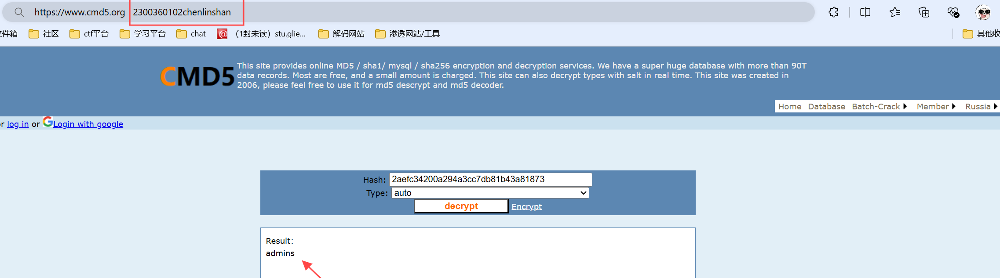 https://www.cmd5.org 2300360102chenlinshan
件箱 社区 ctf平台 学习平台 chat （1封未读）stu.glie... 解码网站 渗透网站/工具 其他收
CMD5
This site provides online MD5 / sha1/ mysql / sha256 encryption and decryption services. We have a super huge database with more than 90T
data records. Most are free, and a small amount is charged. This site can also decrypt types with salt in real time. This site was created in
2006, please feel free to use it for md5 descrypt and md5 decoder.
Home Database Batch-Crack Member Russia
or log in or Login with google
Hash: 2aefc34200a294a3cc7db81b43a81873
Type: auto
decrypt Encrypt
Result:
admins